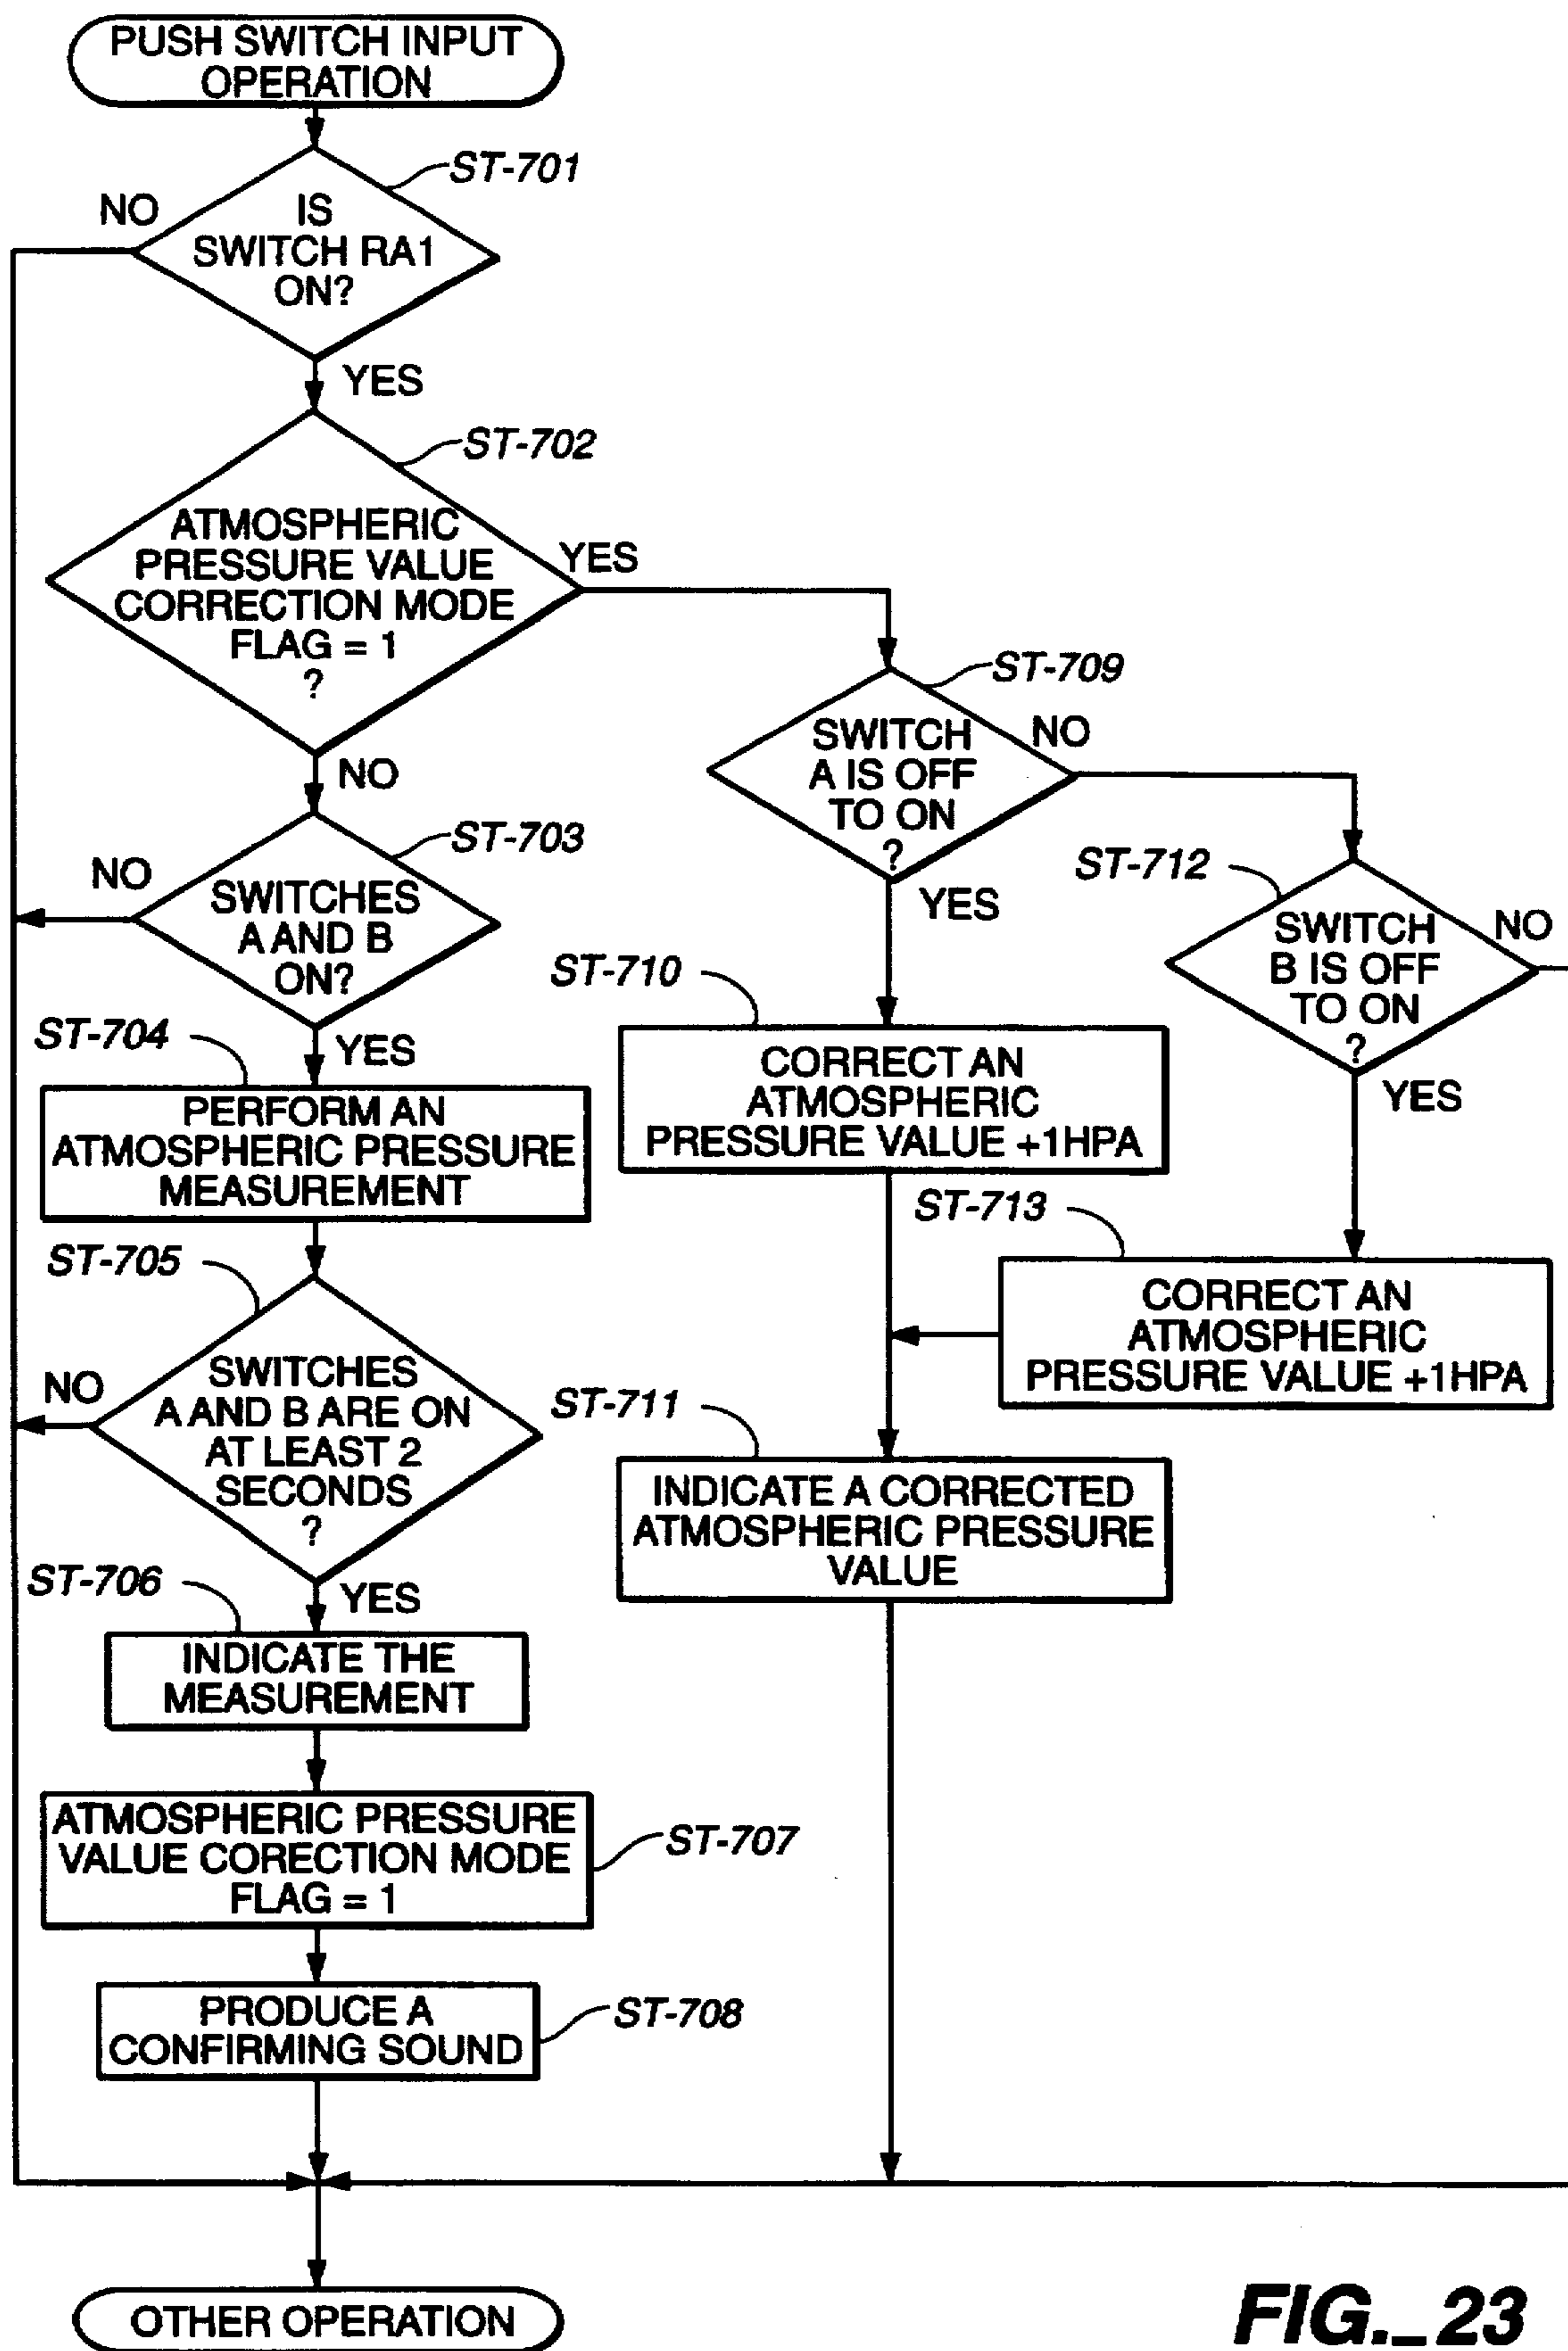 PUSH SWITCH INPUT
OPERATION
ST-701
NO
IS
SWITCH RA1
ON?
YES
ST-702
ATMOSPHERIC
PRESSURE VALUE
CORRECTION MODE
FLAG = 1
?
YES
NO
ST-709
SWITCH
A IS OFF
TO ON
?
NO
YES
ST-703
NO
SWITCHES
A AND B
ON?
YES
ST-712
SWITCH
B IS OFF
TO ON
?
NO
YES
ST-710
CORRECT AN
ATMOSPHERIC
PRESSURE VALUE +1HPA
ST-704
PERFORM AN
ATMOSPHERIC PRESSURE
MEASUREMENT
ST-713
CORRECT AN
ATMOSPHERIC
PRESSURE VALUE +1HPA
ST-705
NO
SWITCHES
A AND B ARE ON
AT LEAST 2
SECONDS
?
YES
ST-711
INDICATE A CORRECTED
ATMOSPHERIC PRESSURE
VALUE
ST-706
INDICATE THE
MEASUREMENT
ATMOSPHERIC PRESSURE
VALUE CORECTION MODE
FLAG = 1
ST-707
PRODUCE A
CONFIRMING SOUND
ST-708
OTHER OPERATION
FIG._23